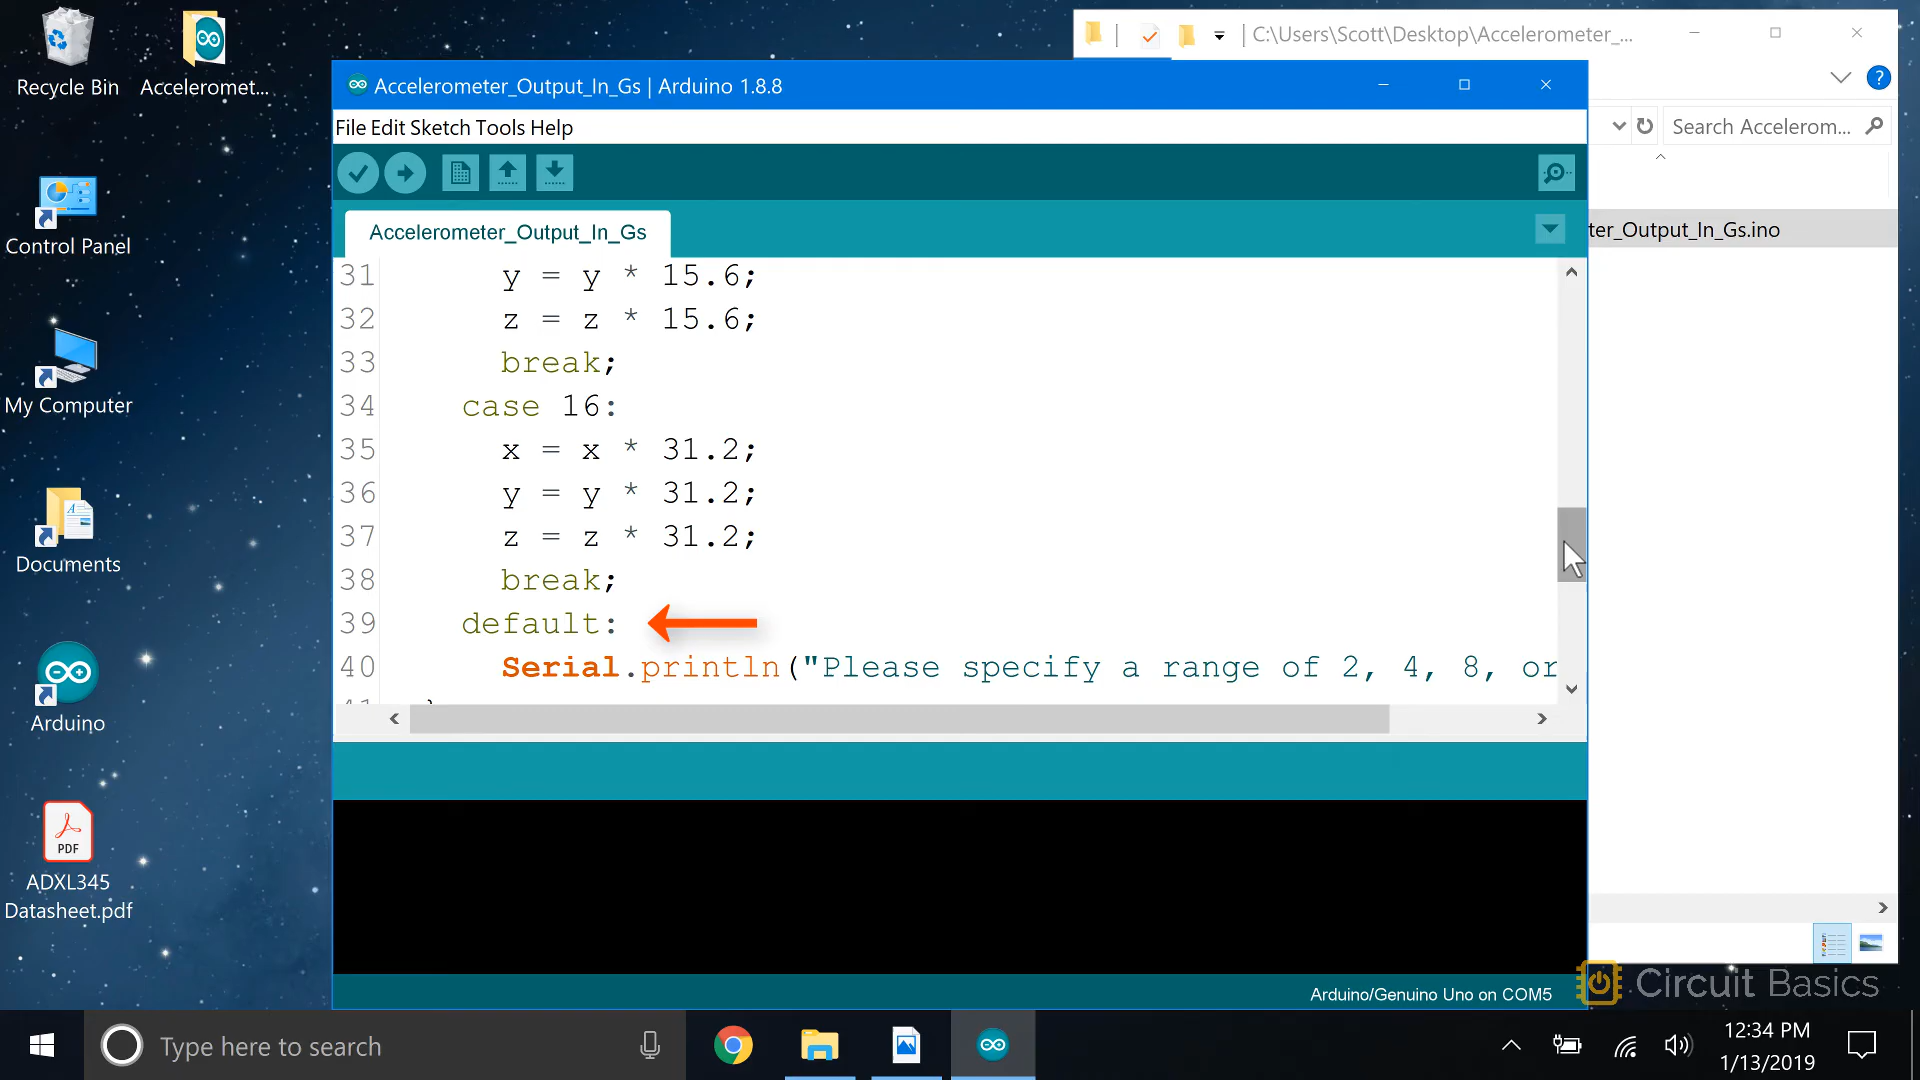 Recycle Bin
Acceleromet...
Control Panel
My Computer
Documents
Arduino
PDF
ADXL345
Datasheet.pdf
C:\Users\Scott\Desktop\Accelerometer_...
Search Accelerom...
ter_Output_In_Gs.ino
Accelerometer_Output_In_Gs | Arduino 1.8.8
File Edit Sketch Tools Help
Accelerometer_Output_In_Gs
31 y = y * 15.6;
32 z = z * 15.6;
33 break;
34 case 16:
35 x = x * 31.2;
36 y = y * 31.2;
37 z = z * 31.2;
38 break;
39 default:
40 Serial.println("Please specify a range of 2, 4, 8, or
Arduino/Genuino Uno on COM5
Circuit Basics
Type here to search
12:34 PM
1/13/2019